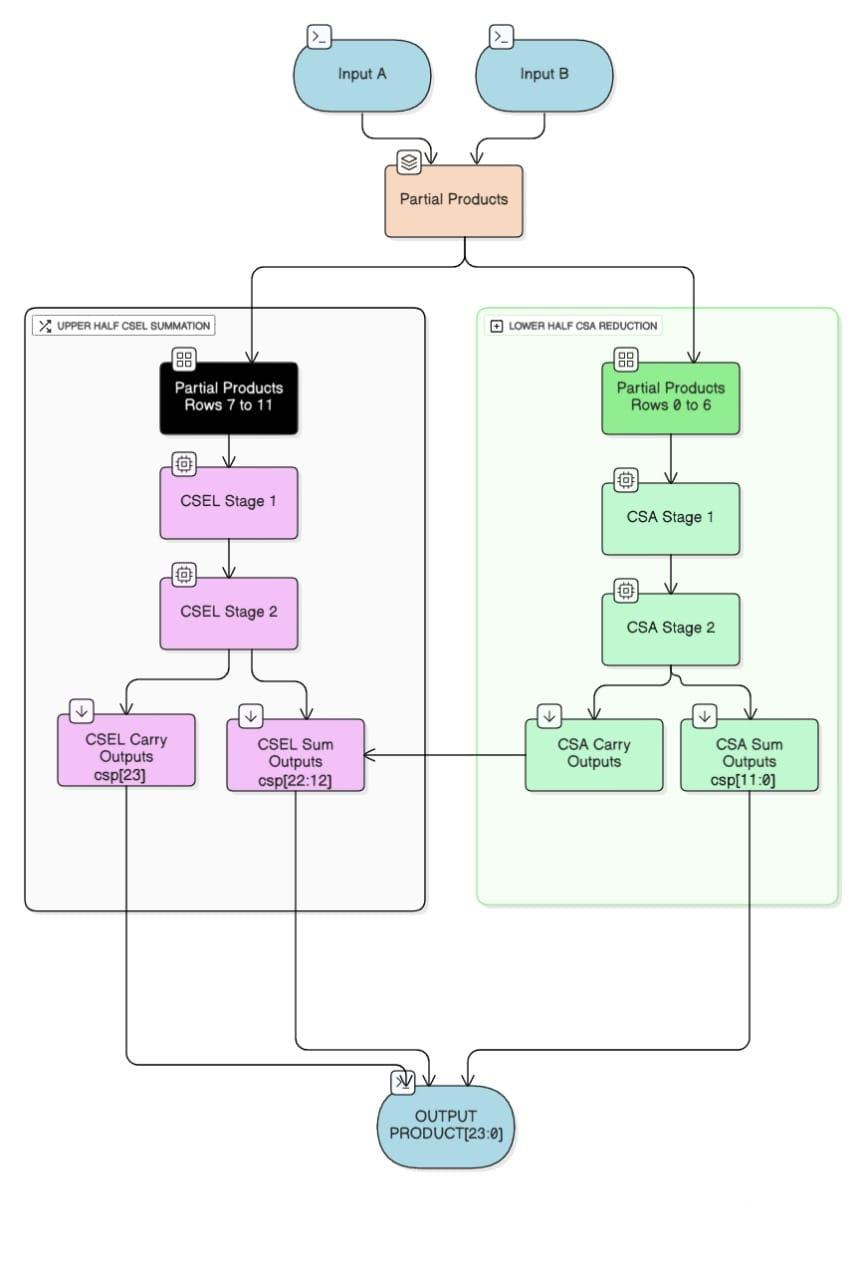 Input A
Input B
Partial Products
UPPER HALF CSEL SUMMATION
LOWER HALF CSA REDUCTION
Partial Products
Rows 7 to 11
Partial Products
Rows 0 to 6
CSEL Stage 1
CSA Stage 1
CSEL Stage 2
CSA Stage 2
CSEL Carry
Outputs
csp[23]
CSEL Sum
Outputs
csp[22:12]
CSA Carry
Outputs
CSA Sum
Outputs
csp[11:0]
OUTPUT
PRODUCT[23:0]